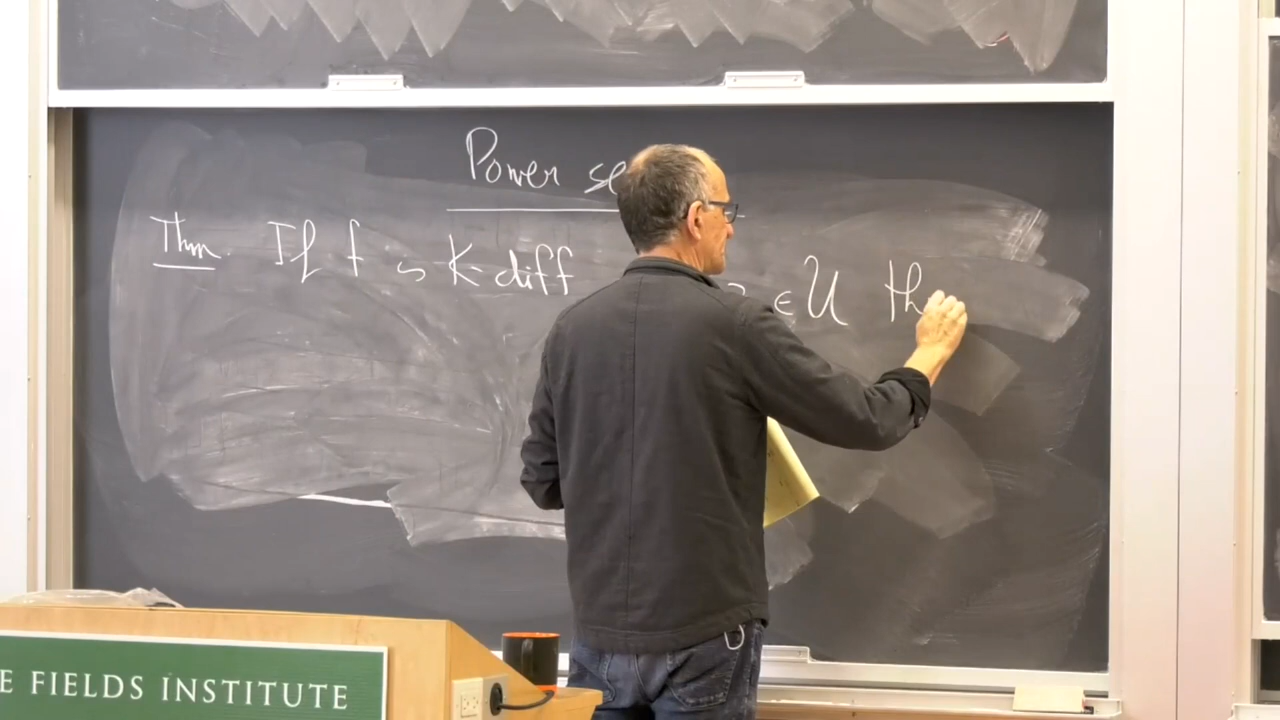 Power se
Thm. If f is K-diff ∈ U th
E FIELDS INSTITUTE